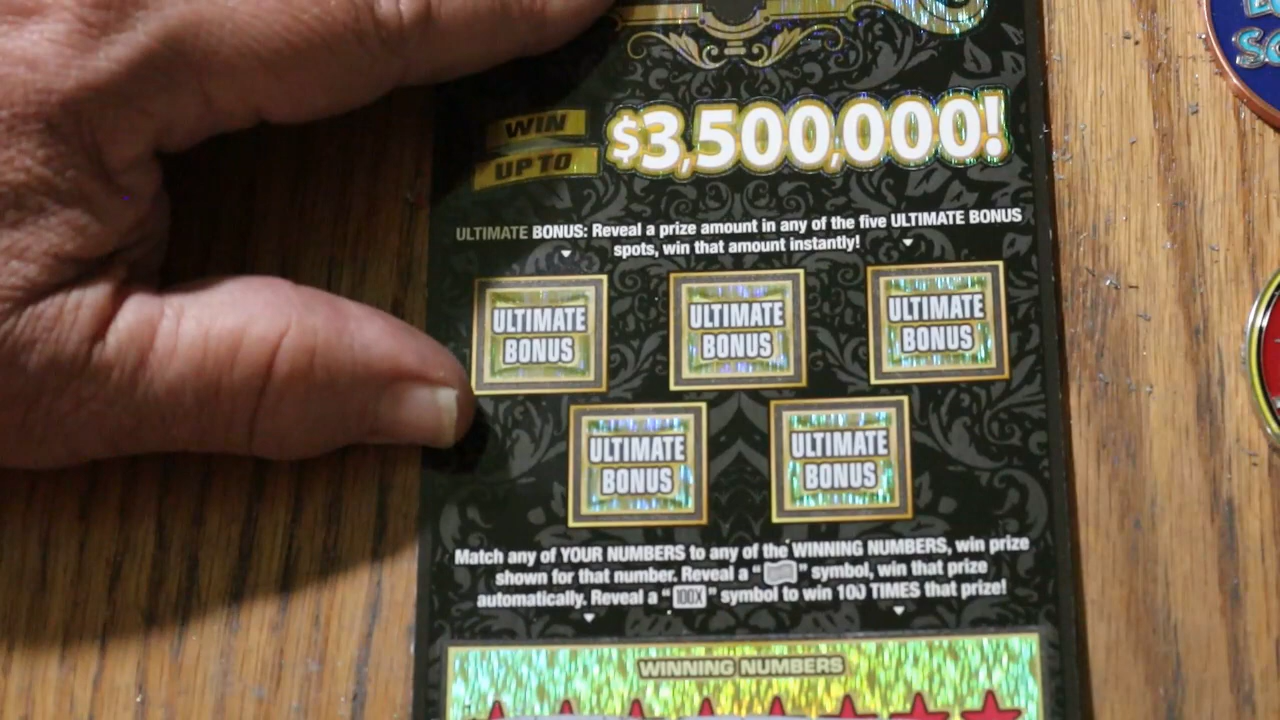 WIN
UP TO
$3,500,000!
ULTIMATE BONUS: Reveal a prize amount in any of the five ULTIMATE BONUS
spots, win that amount instantly!
ULTIMATE
BONUS
ULTIMATE
BONUS
ULTIMATE
BONUS
ULTIMATE
BONUS
ULTIMATE
BONUS
Match any of YOUR NUMBERS to any of the WINNING NUMBERS, win prize
shown for that number. Reveal a " " symbol, win that prize
automatically. Reveal a "100X" symbol to win 100 TIMES that prize!
WINNING NUMBERS